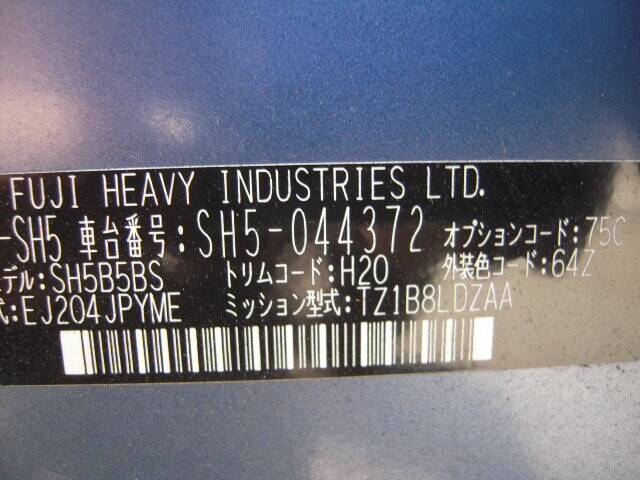 FUJI HEAVY INDUSTRIES LTD.
-SH5 車台番号:SH5-044372 オプションコード:75C
デル:SH5B5BS トリムコード:H20 外装色コード:64Z
式:EJ204JPYME ミッション型式:TZ1B8LDZAA